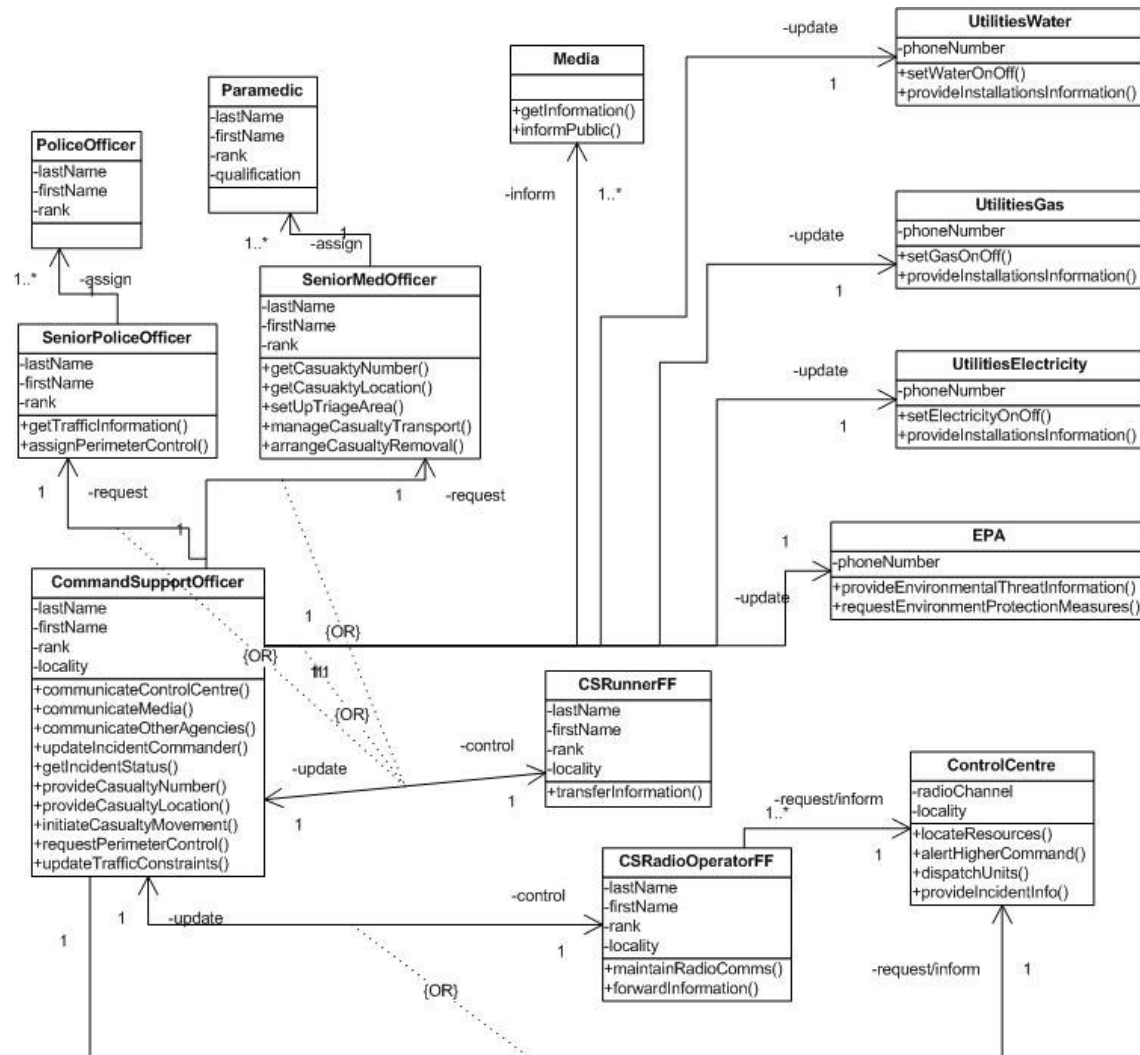 UtilitiesWater
-phoneNumber
+setWaterOnOff()
+provideInstallationsInformation()
-update
1
Media
+getInformation()
+informPublic()
-inform
1..*
Paramedic
-lastName
-firstName
-rank
-qualification
1..*
1
-assign
PoliceOfficer
-lastName
-firstName
-rank
1..*
1
-assign
UtilitiesGas
-phoneNumber
+setGasOnOff()
+provideInstallationsInformation()
-update
1
SeniorMedOfficer
-lastName
-firstName
-rank
+getCasuaktyNumber()
+getCasuaktyLocation()
+setUpTriageArea()
+manageCasualtyTransport()
+arrangeCasualtyRemoval()
1
-request
SeniorPoliceOfficer
-lastName
-firstName
-rank
+getTrafficInformation()
+assignPerimeterControl()
1
-request
1
UtilitiesElectricity
-phoneNumber
+setElectricityOnOff()
+provideInstallationsInformation()
-update
1
EPA
-phoneNumber
+provideEnvironmentalThreatInformation()
+requestEnvironmentProtectionMeasures()
1
-update
CommandSupportOfficer
-lastName
-firstName
-rank
-locality
+communicateControlCentre()
+communicateMedia()
+communicateOtherAgencies()
+updateIncidentCommander()
+getIncidentStatus()
+provideCasualtyNumber()
+provideCasualtyLocation()
+initiateCasualtyMovement()
+requestPerimeterControl()
+updateTrafficConstraints()
1
{OR}
{OR}
{OR}
CSRunnerFF
-lastName
-firstName
-rank
-locality
+transferInformation()
-control
1
-update
1
ControlCentre
-radioChannel
-locality
+locateResources()
+alertHigherCommand()
+dispatchUnits()
+provideIncidentInfo()
-request/inform
1..*
1
CSRadioOperatorFF
-lastName
-firstName
-rank
-locality
+maintainRadioComms()
+forwardInformation()
-control
1
1
-update
1
{OR}
-request/inform
1